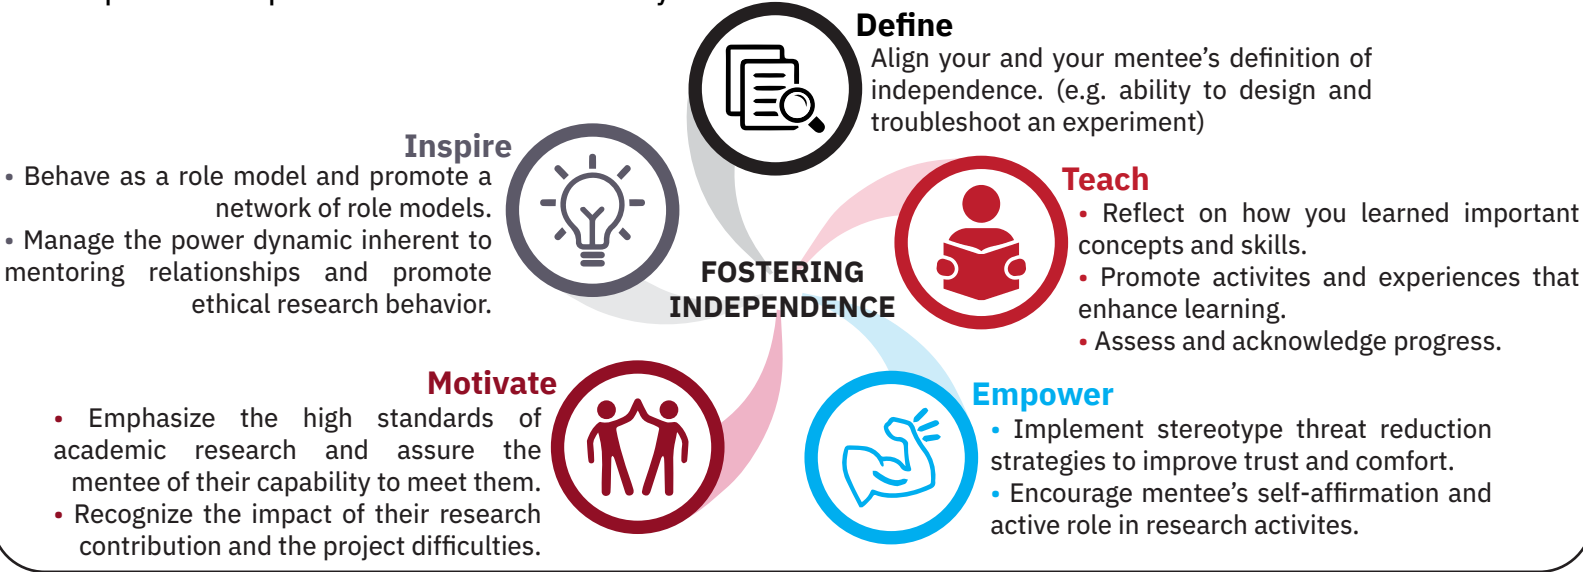 Define
Align your and your mentee's definition of
independence. (e.g. ability to design and
troubleshoot an experiment)
Inspire
• Behave as a role model and promote a
network of role models.
• Manage the power dynamic inherent to
mentoring relationships and promote
ethical research behavior.
Teach
• Reflect on how you learned important
concepts and skills.
• Promote activites and experiences that
enhance learning.
• Assess and acknowledge progress.
FOSTERING
INDEPENDENCE
Motivate
• Emphasize the high standards of
academic research and assure the
mentee of their capability to meet them.
• Recognize the impact of their research
contribution and the project difficulties.
Empower
• Implement stereotype threat reduction
strategies to improve trust and comfort.
• Encourage mentee's self-affirmation and
active role in research activites.